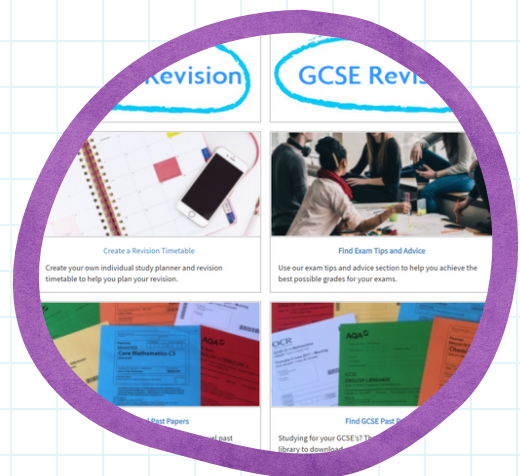 Revision
GCSE Revis
Create a Revision Timetable
Create your own individual study planner and revision
timetable to help you plan your revision.
Find Exam Tips and Advice
Use our exam tips and advice section to help you achieve the
best possible grades for your exams.
Core Mathematics C3
AQA
OCR
AQA
ENGLISH LANGUAGE
Past Papers
past
Find GCSE Past P
Studying for your GCSE's? Th
library to download